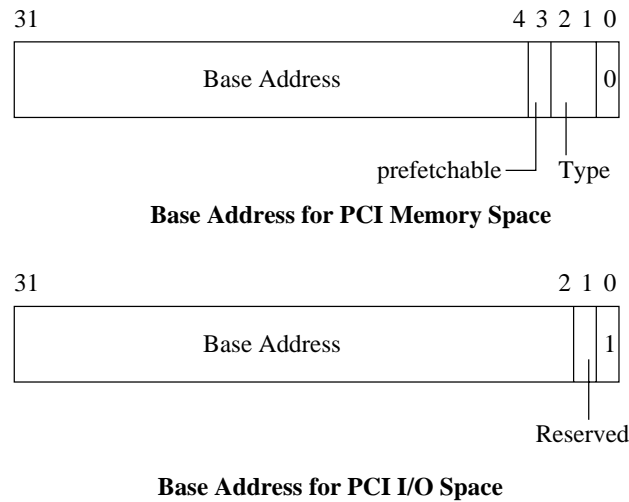 31 4 3 2 1 0
Base Address 0
prefetchable Type
Base Address for PCI Memory Space
31 2 1 0
Base Address 1
Reserved
Base Address for PCI I/O Space